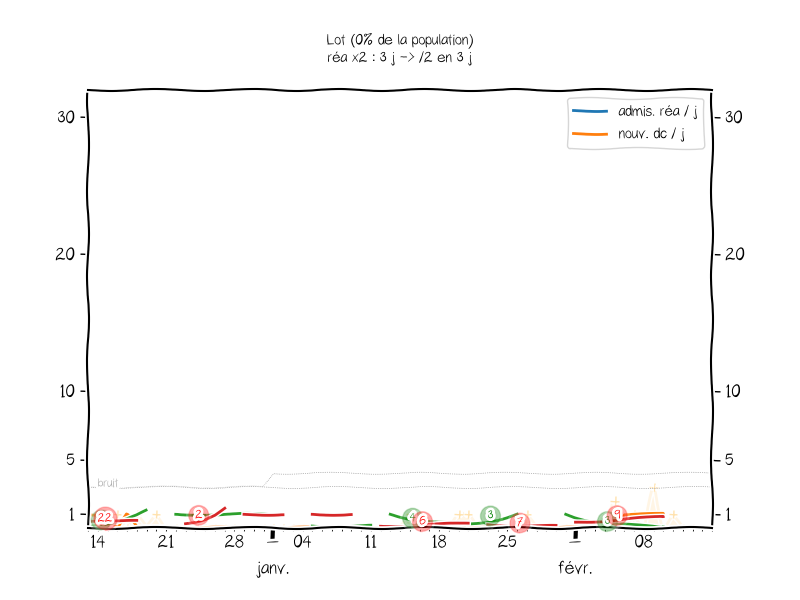 Lot (0% de la population)
réa x2 : 3 j -> /2 en 3 j
admis. réa / j
nouv. dc / j
30 30
20 20
10 10
5 5
bruit
1 1
22 2 4 6 3 7 3 9
14 21 28 04 11 18 25 08
janv. févr.